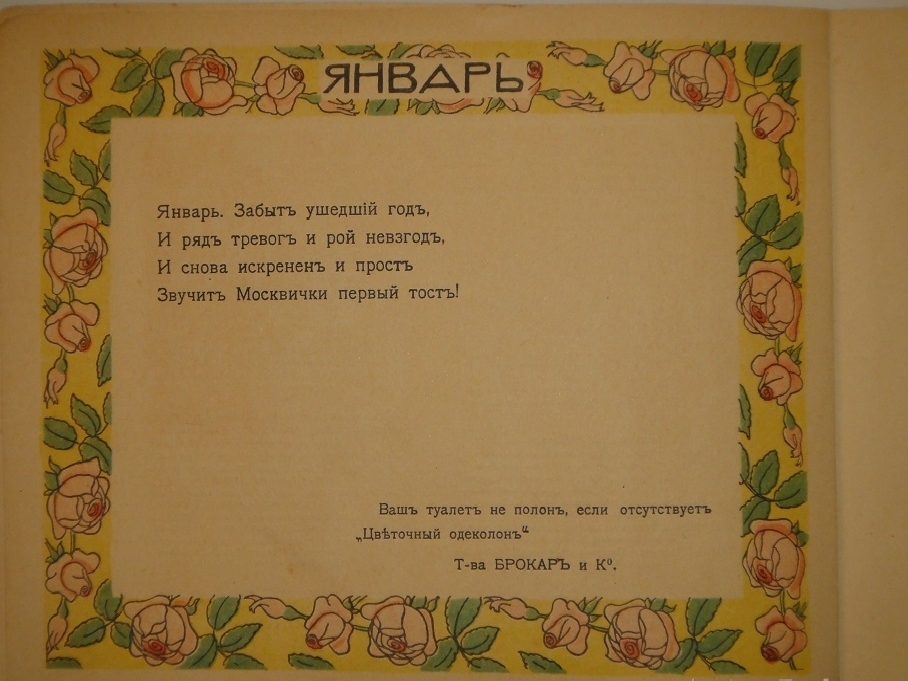 ЯНВАРЬ
Январь. Забытъ ушедшій годъ,
И рядъ тревогъ и рой невзгодъ,
И снова искрененъ и простъ
Звучитъ Москвички первый тостъ!
Вашъ туалетъ не полонъ, если отсутствуетъ
„Цвѣточный одеколонъ“
Т-ва БРОКАРЪ и Ко.